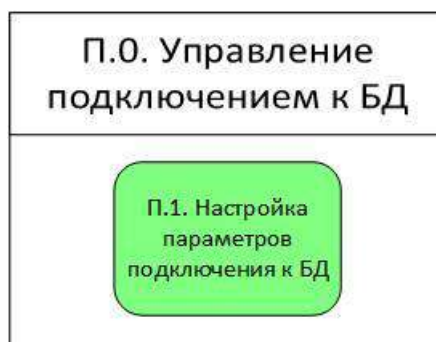 П.0. Управление
подключением к БД
П.1. Настройка
параметров
подключения к БД